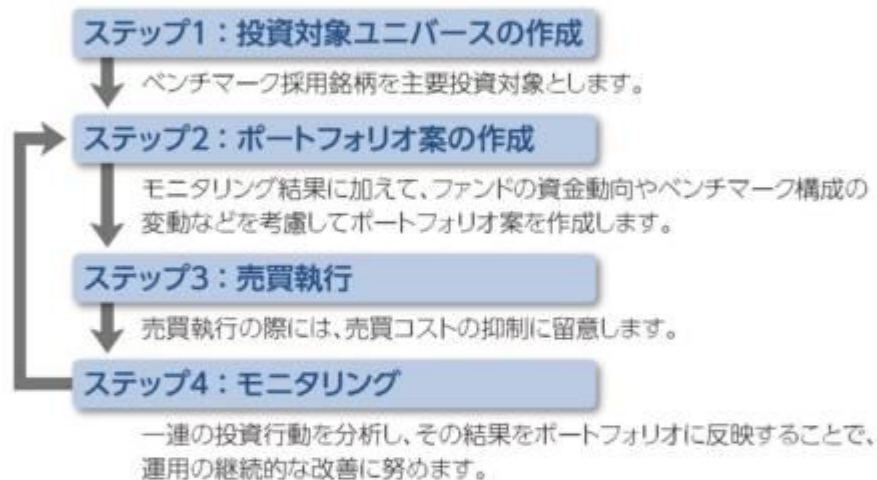 ステップ1：投資対象ユニバースの作成
ベンチマーク採用銘柄を主要投資対象とします。
ステップ2：ポートフォリオ案の作成
モニタリング結果に加えて、ファンドの資金動向やベンチマーク構成の
変動などを考慮してポートフォリオ案を作成します。
ステップ3：売買執行
売買執行の際には、売買コストの抑制に留意します。
ステップ4：モニタリング
一連の投資行動を分析し、その結果をポートフォリオに反映することで、
運用の継続的な改善に努めます。